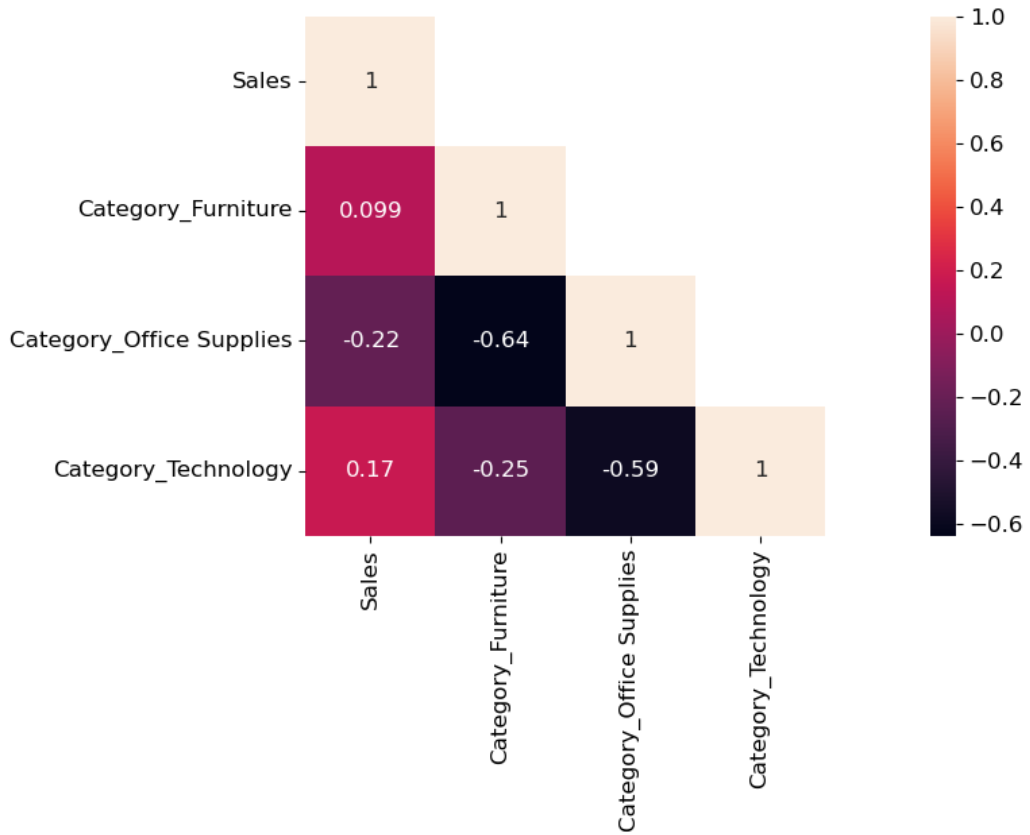 1.0
Sales
1
0.8
0.6
Category_Furniture
0.099
1
0.4
0.2
Category_Office Supplies
-0.22
-0.64
1
0.0
−0.2
Category_Technology
0.17
-0.25
-0.59
1
−0.4
−0.6
Sales
Category_Furniture
Category_Office Supplies
Category_Technology